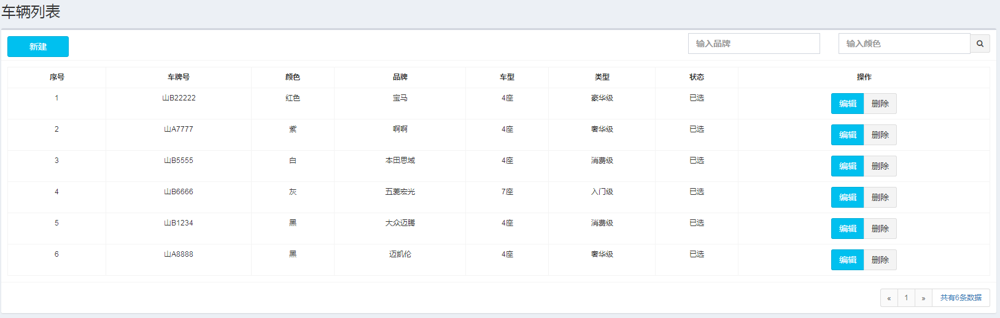 车辆列表
新建 输入品牌 输入颜色
序号 车牌号 颜色 品牌 车型 类型 状态 操作
1 山B22222 红色 宝马 4座 豪华级 已选 编辑 删除
2 山A7777 紫 啊啊 4座 奢华级 已选 编辑 删除
3 山B5555 白 本田思域 4座 消费级 已选 编辑 删除
4 山B6666 灰 五菱宏光 7座 入门级 已选 编辑 删除
5 山B1234 黑 大众迈腾 4座 消费级 已选 编辑 删除
6 山A8888 黑 迈凯伦 4座 奢华级 已选 编辑 删除
« 1 » 共有6条数据